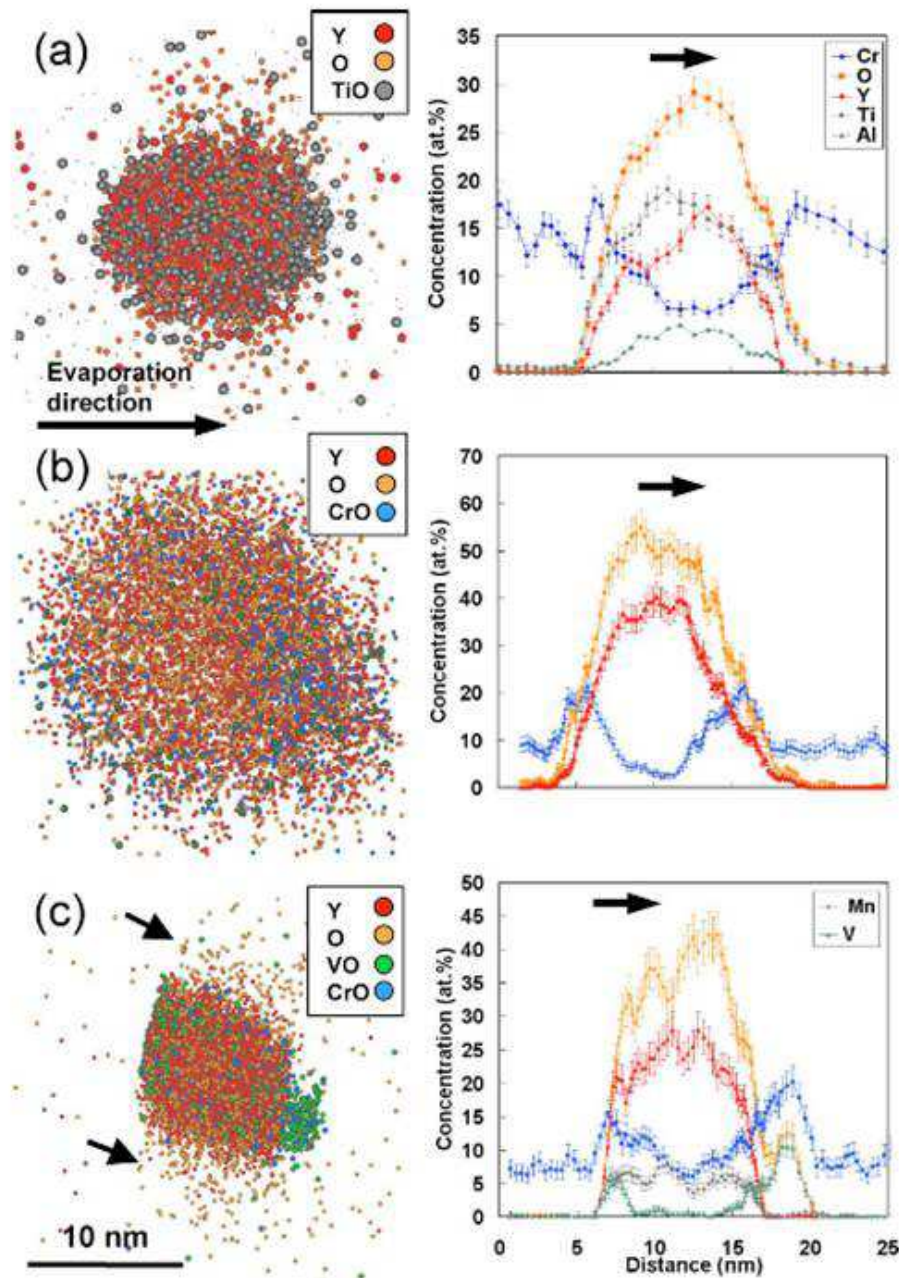 (a)
Y
O
TiO
Evaporation
direction
35
30
25
20
15
10
5
0
Concentration (at.%)
Cr
O
Y
Ti
Al
(b)
Y
O
CrO
70
60
50
40
30
20
10
0
Concentration (at.%)
(c)
Y
O
VO
CrO
10 nm
50
45
40
35
30
25
20
15
10
5
0
Concentration (at.%)
Mn
V
0 5 10 15 20 25
Distance (nm)